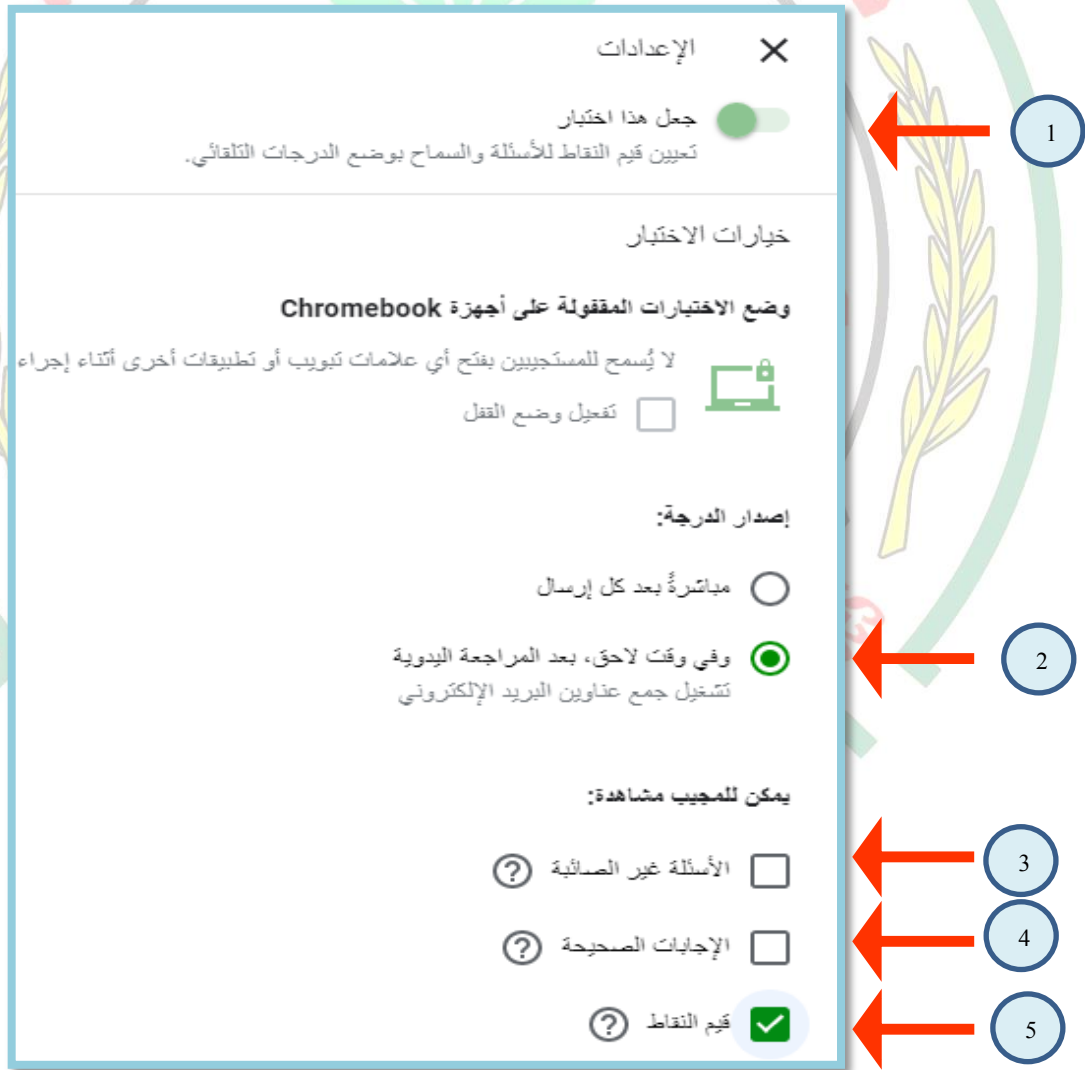 الإعدادات
جعل هذا اختبار
تعيين قيم النقاط للأسئلة والسماح بوضع الدرجات التلقائي.
1
خيارات الاختبار
وضع الاختبارات المقفولة على أجهزة Chromebook
لا يُسمح للمستجيبين بفتح أي علامات تبويب أو تطبيقات أخرى أثناء إجراء
تفعيل وضع القفل
إصدار الدرجة:
مباشرةً بعد كل إرسال
وفي وقت لاحق، بعد المراجعة اليدوية
2
تشغيل جمع عناوين البريد الإلكتروني
يمكن للمجيب مشاهدة:
الأسئلة غير الصائبة
3
الإجابات الصحيحة
4
قيم النقاط
5